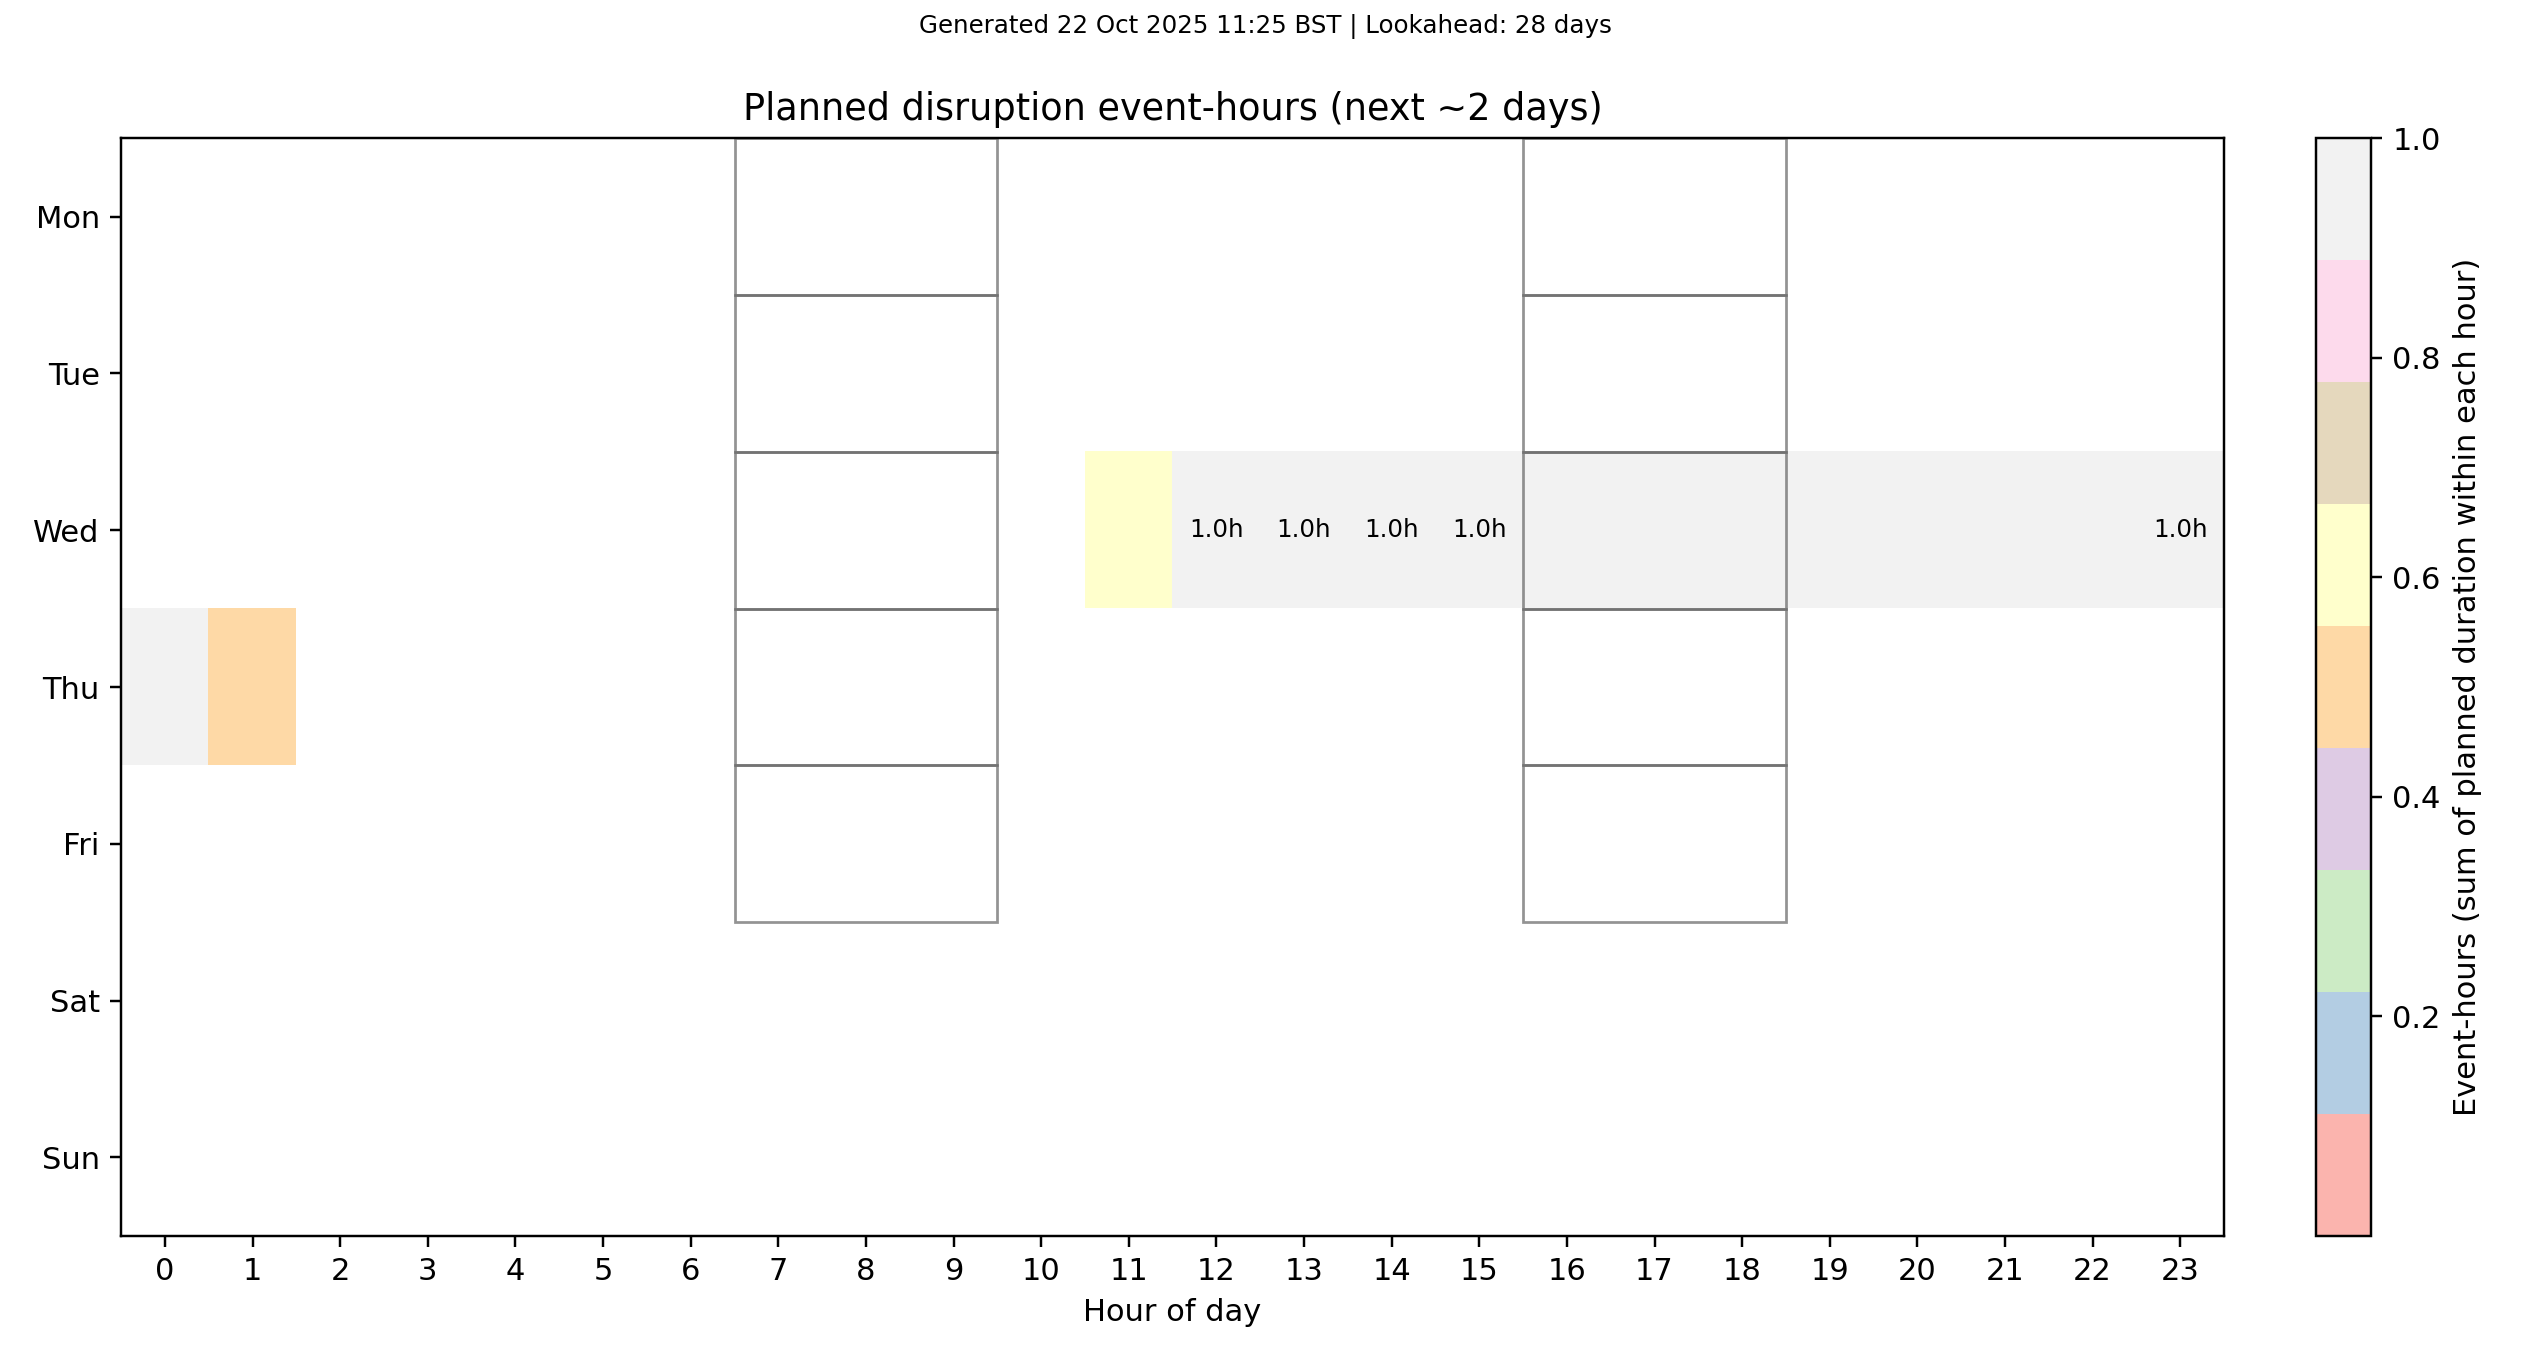 Generated 22 Oct 2025 11:25 BST | Lookahead: 28 days
Planned disruption event-hours (next ~2 days)
Mon
Tue
Wed
Thu
Fri
Sat
Sun
1.0h 1.0h 1.0h 1.0h 1.0h
0 1 2 3 4 5 6 7 8 9 10 11 12 13 14 15 16 17 18 19 20 21 22 23
Hour of day
1.0
0.8
0.6
0.4
0.2
Event-hours (sum of planned duration within each hour)